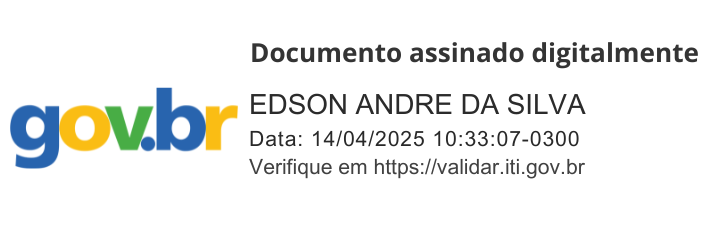 Documento assinado digitalmente
gov.br
EDSON ANDRE DA SILVA
Data: 14/04/2025 10:33:07-0300
Verifique em https://validar.iti.gov.br